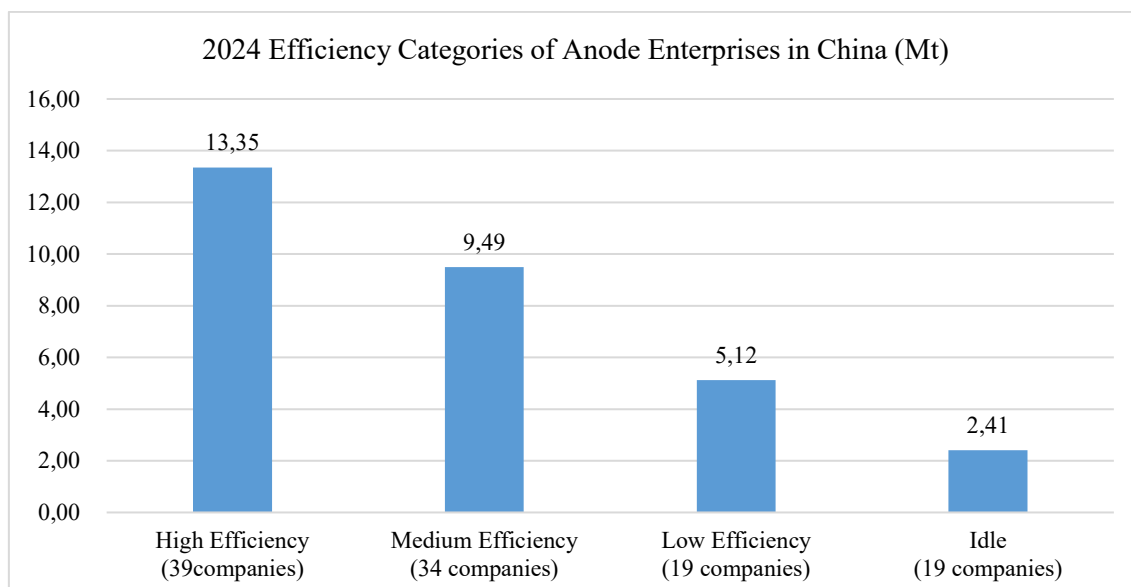 2024 Efficiency Categories of Anode Enterprises in China (Mt)
16,00
14,00
12,00
10,00
8,00
6,00
4,00
2,00
0,00
13,35
9,49
5,12
2,41
High Efficiency
(39companies)
Medium Efficiency
(34 companies)
Low Efficiency
(19 companies)
Idle
(19 companies)